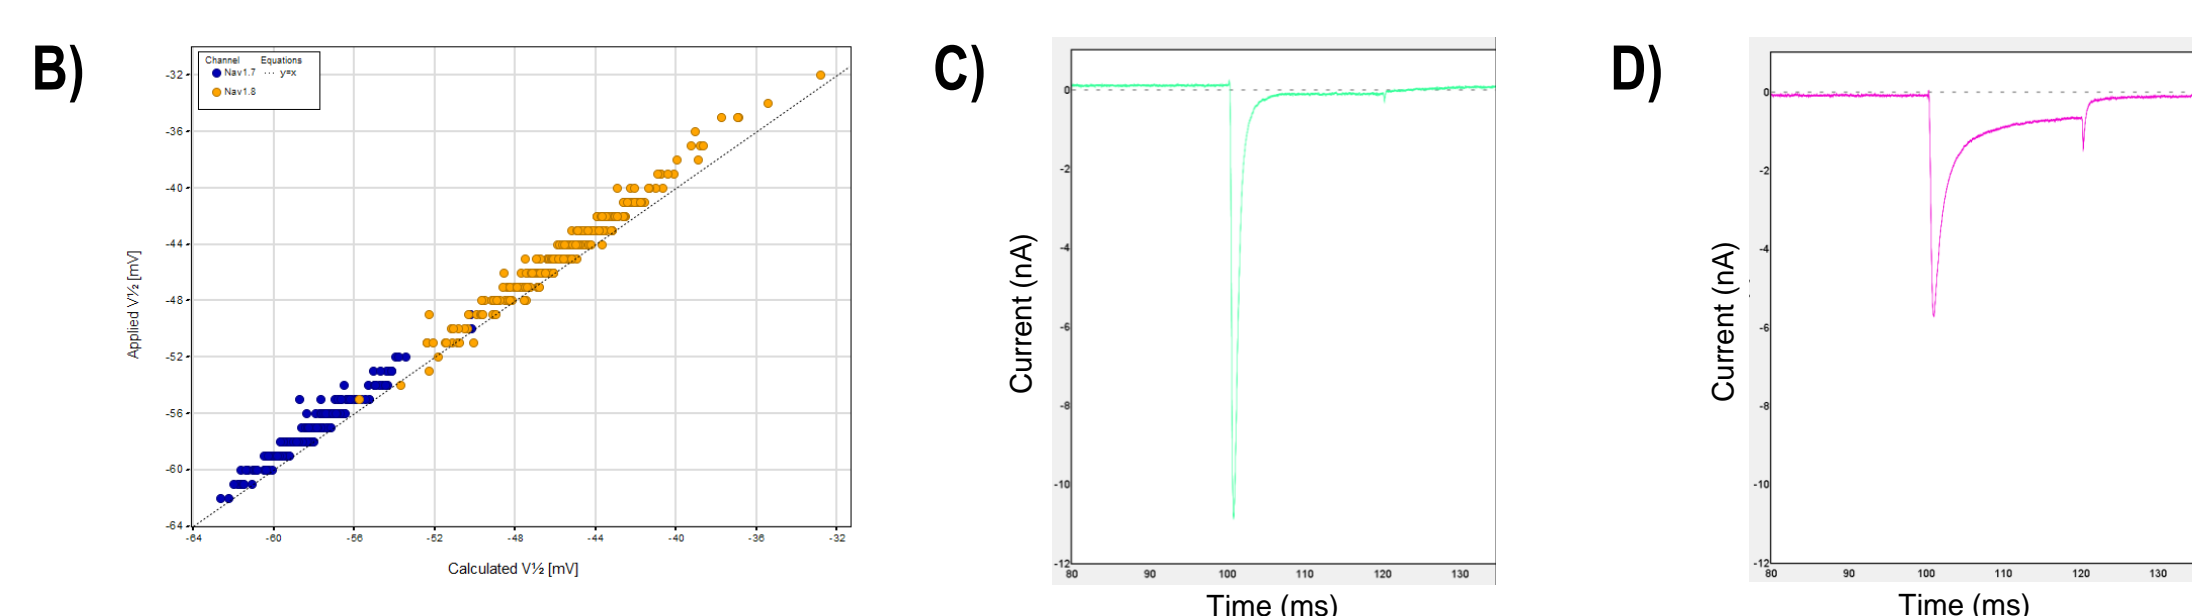 B)
Channel Equations
Nav1.7 ··· y=x
Nav1.8
-32
-36
-40
-44
-48
-52
-56
-60
-64
-64 -60 -56 -52 -48 -44 -40 -36 -32
Applied V½ [mV]
Calculated V½ [mV]
C)
0
-2
-4
-6
-8
-10
-12
80 90 100 110 120 130
Current (nA)
Time (ms)
D)
0
-2
-4
-6
-8
-10
-12
80 90 100 110 120 130
Current (nA)
Time (ms)